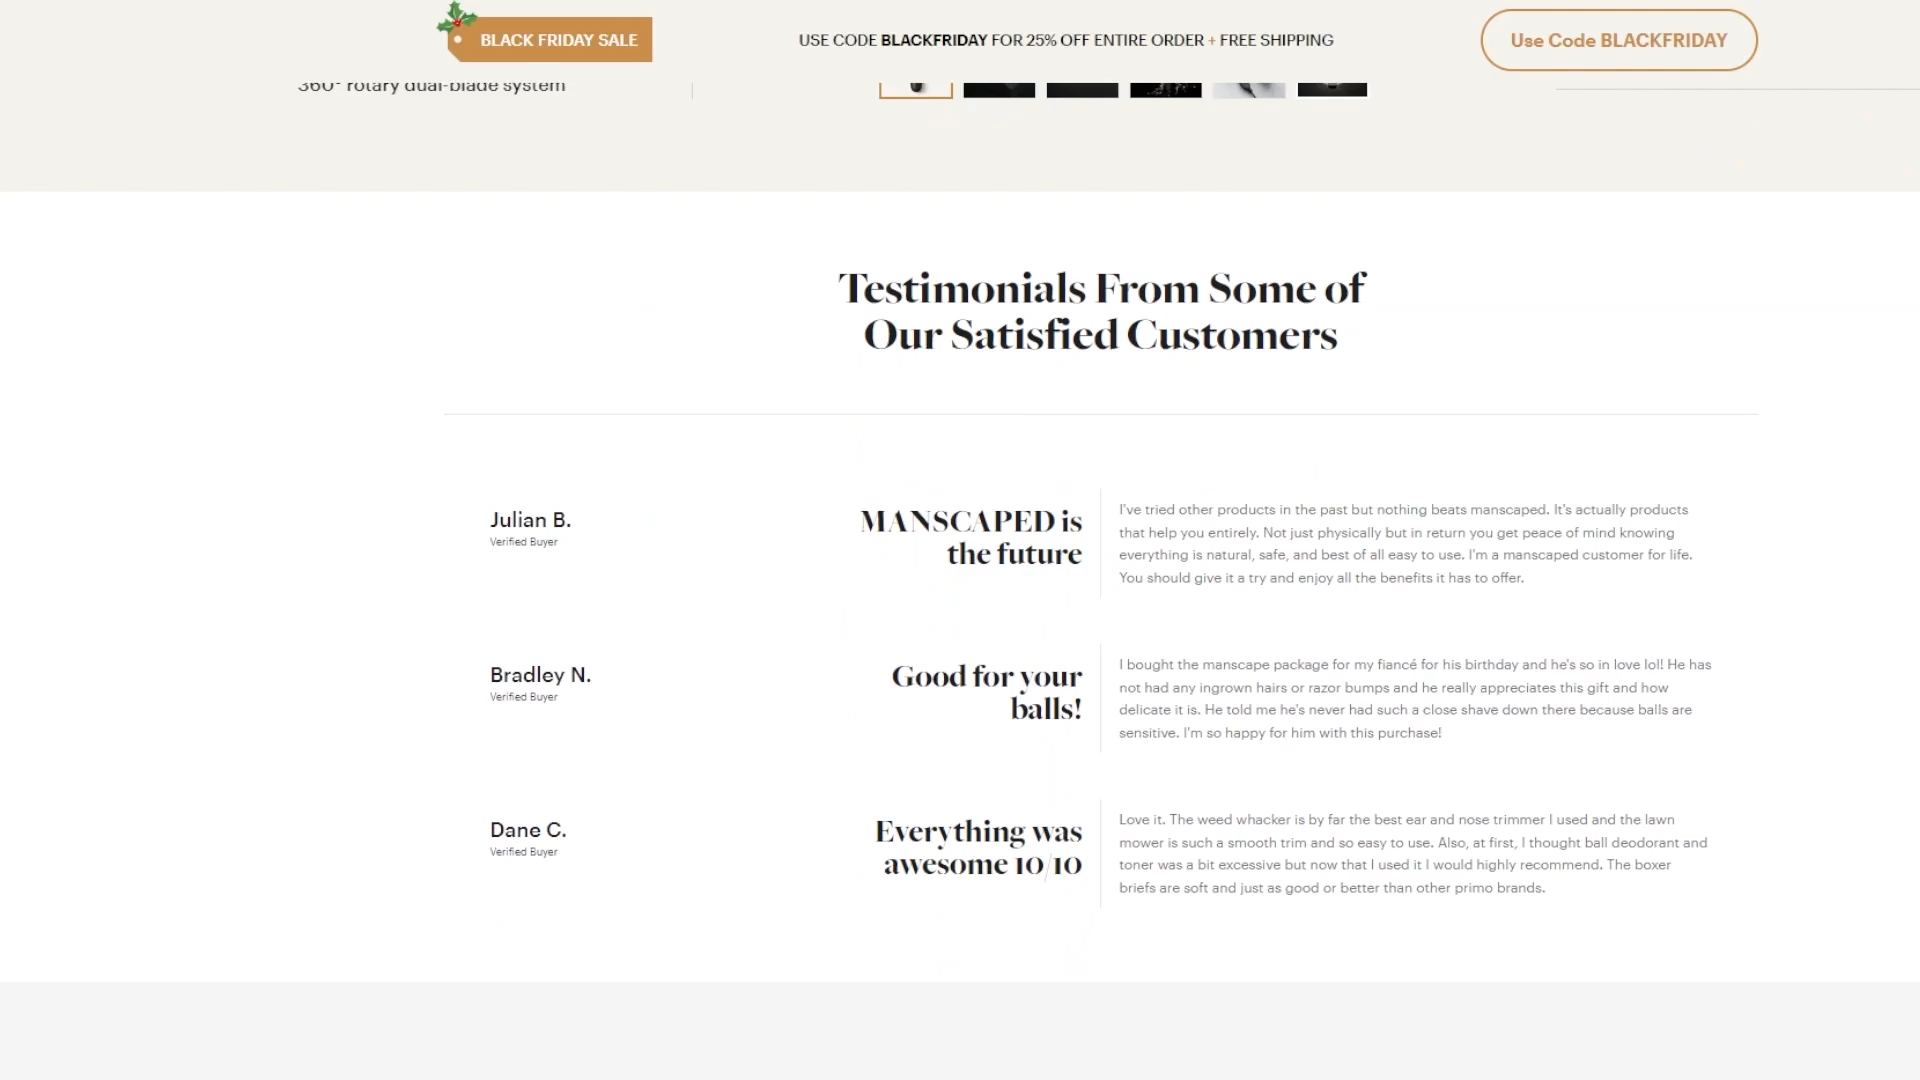 BLACK FRIDAY SALE
USE CODE BLACKFRIDAY FOR 25% OFF ENTIRE ORDER + FREE SHIPPING
Use Code BLACKFRIDAY
360° rotary dual-blade system
Testimonials From Some of
Our Satisfied Customers
Julian B.
Verified Buyer
MANSCAPED is
the future
I've tried other products in the past but nothing beats manscaped. It's actually products
that help you entirely. Not just physically but in return you get peace of mind knowing
everything is natural, safe, and best of all easy to use. I'm a manscaped customer for life.
You should give it a try and enjoy all the benefits it has to offer.
Bradley N.
Verified Buyer
Good for your
balls!
I bought the manscape package for my fiancé for his birthday and he's so in love lol! He has
not had any ingrown hairs or razor bumps and he really appreciates this gift and how
delicate it is. He told me he's never had such a close shave down there because balls are
sensitive. I'm so happy for him with this purchase!
Dane C.
Verified Buyer
Everything was
awesome 10/10
Love it. The weed whacker is by far the best ear and nose trimmer I used and the lawn
mower is such a smooth trim and so easy to use. Also, at first, I thought ball deodorant and
toner was a bit excessive but now that I used it I would highly recommend. The boxer
briefs are soft and just as good or better than other primo brands.